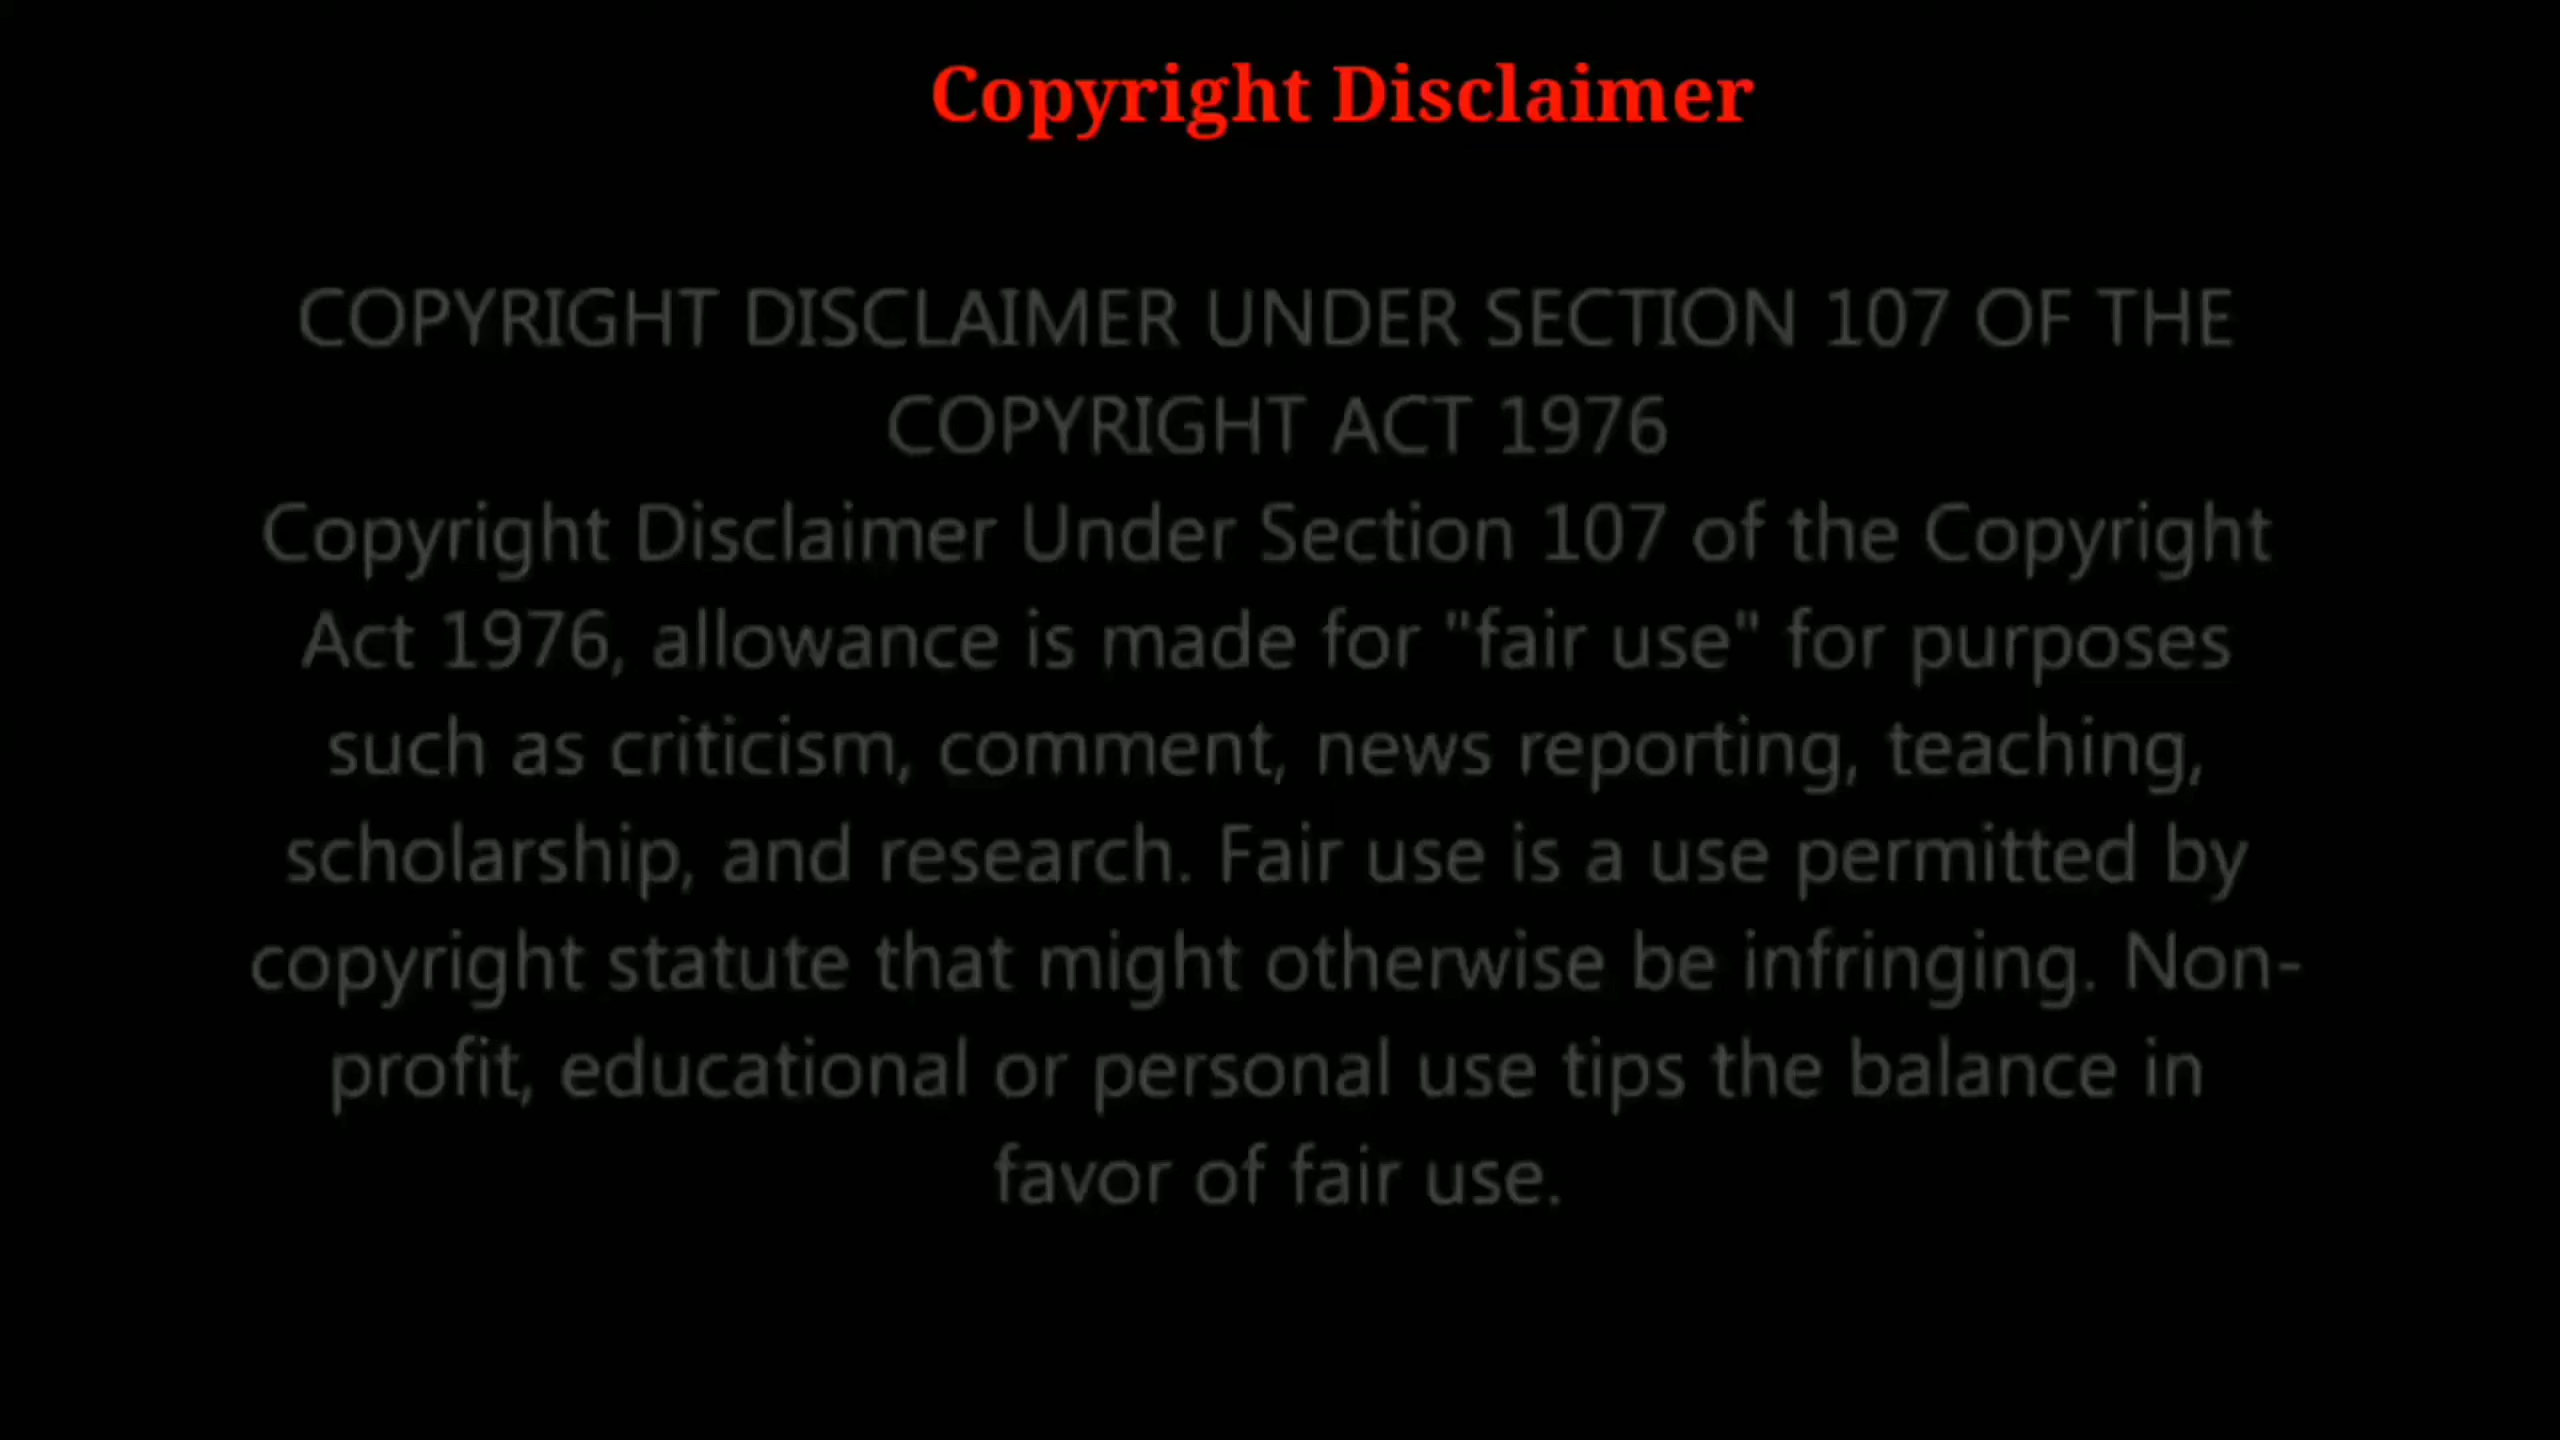 Copyright Disclaimer
COPYRIGHT DISCLAIMER UNDER SECTION 107 OF THE
COPYRIGHT ACT 1976
Copyright Disclaimer Under Section 107 of the Copyright
Act 1976, allowance is made for "fair use" for purposes
such as criticism, comment, news reporting, teaching,
scholarship, and research. Fair use is a use permitted by
copyright statute that might otherwise be infringing. Non-
profit, educational or personal use tips the balance in
favor of fair use.